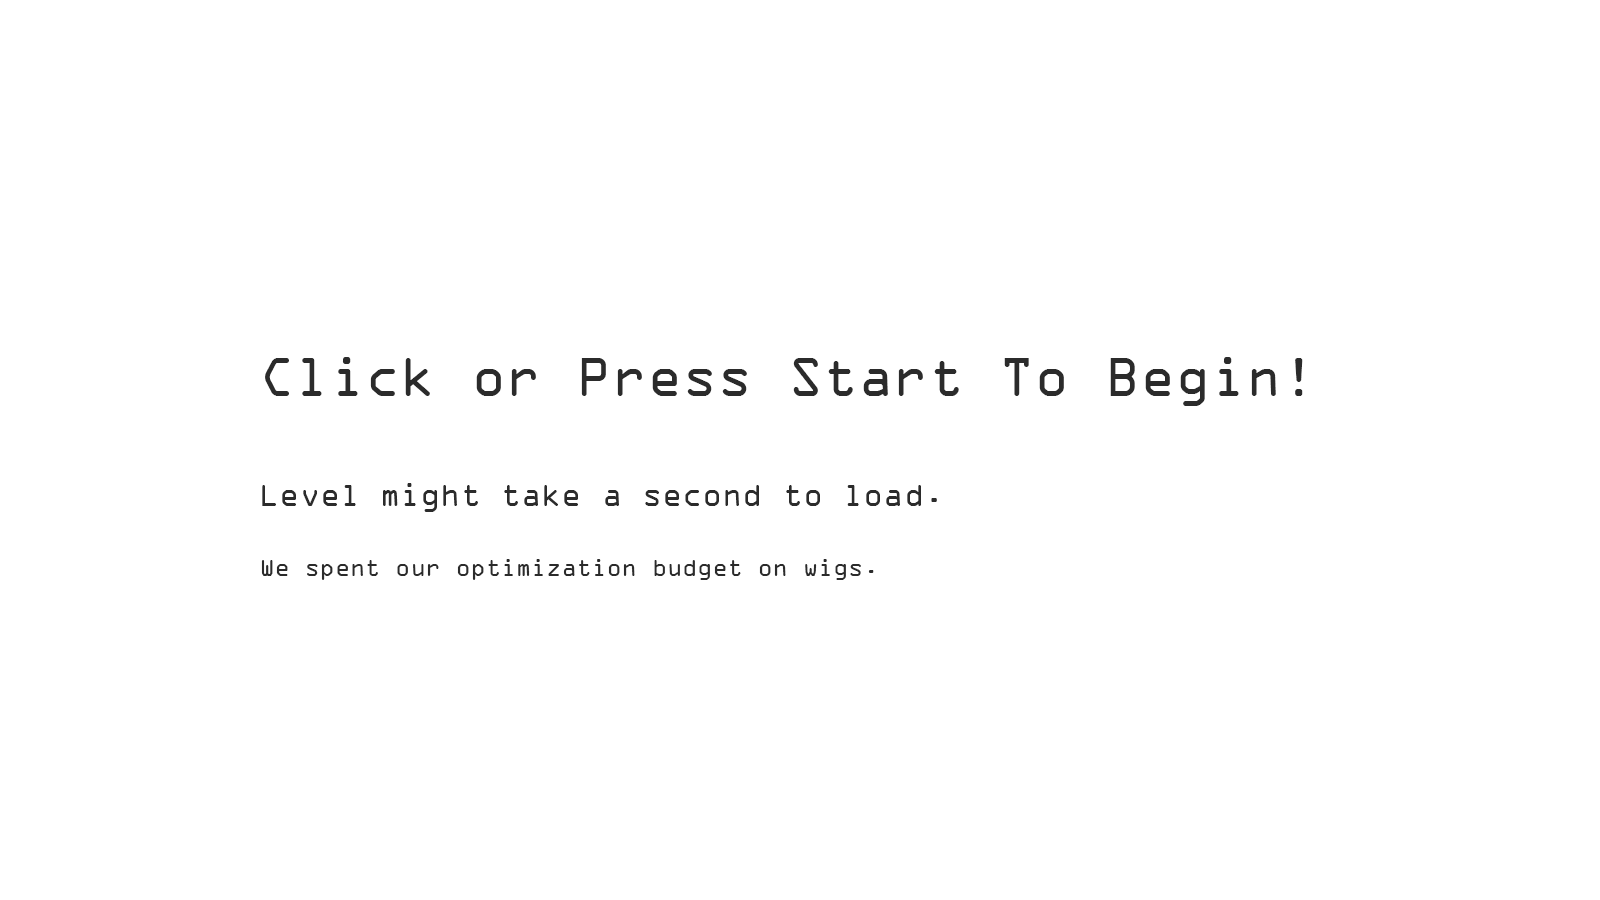 Click or Press Start To Begin!
Level might take a second to load.
We spent our optimization budget on wigs.